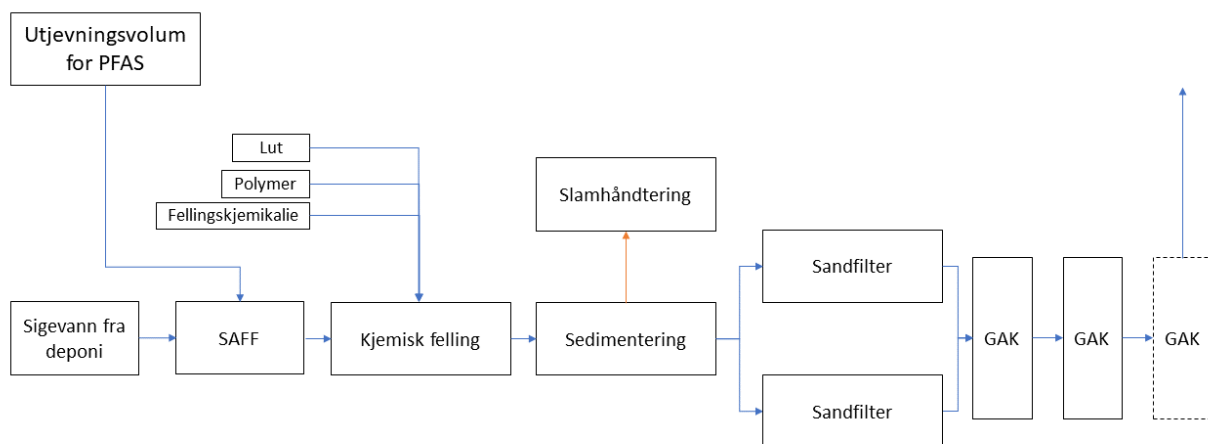 Utjevningsvolum
for PFAS
Lut
Polymer
Fellingskjemikalie
Slamhåndtering
Sandfilter
Sigevann fra
deponi
SAFF
Kjemisk felling
Sedimentering
GAK
GAK
GAK
Sandfilter